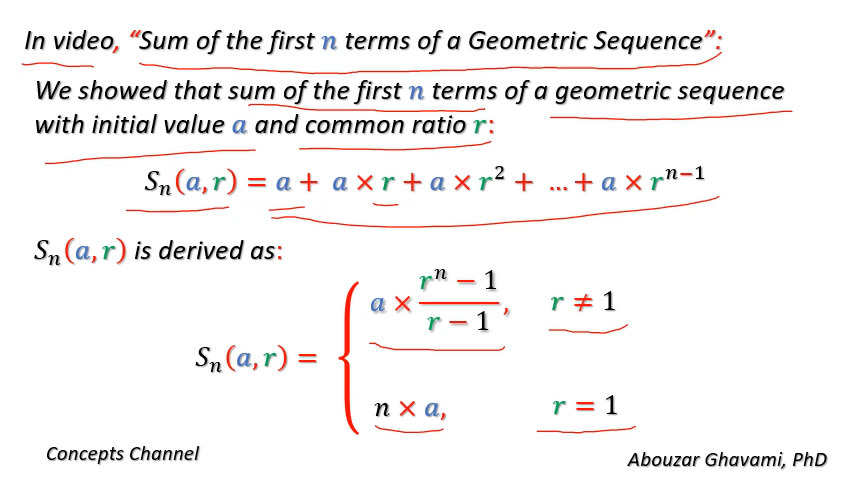 In video, “Sum of the first n terms of a Geometric Sequence”:
We showed that sum of the first n terms of a geometric sequence
with initial value a and common ratio r:
Sₙ(a, r) = a + a × r + a × r² + ... + a × rⁿ⁻¹
Sₙ(a, r) is derived as:
Sₙ(a, r) = { a × (rⁿ − 1)/(r − 1), r ≠ 1
n × a, r = 1
Concepts Channel
Abouzar Ghavami, PhD